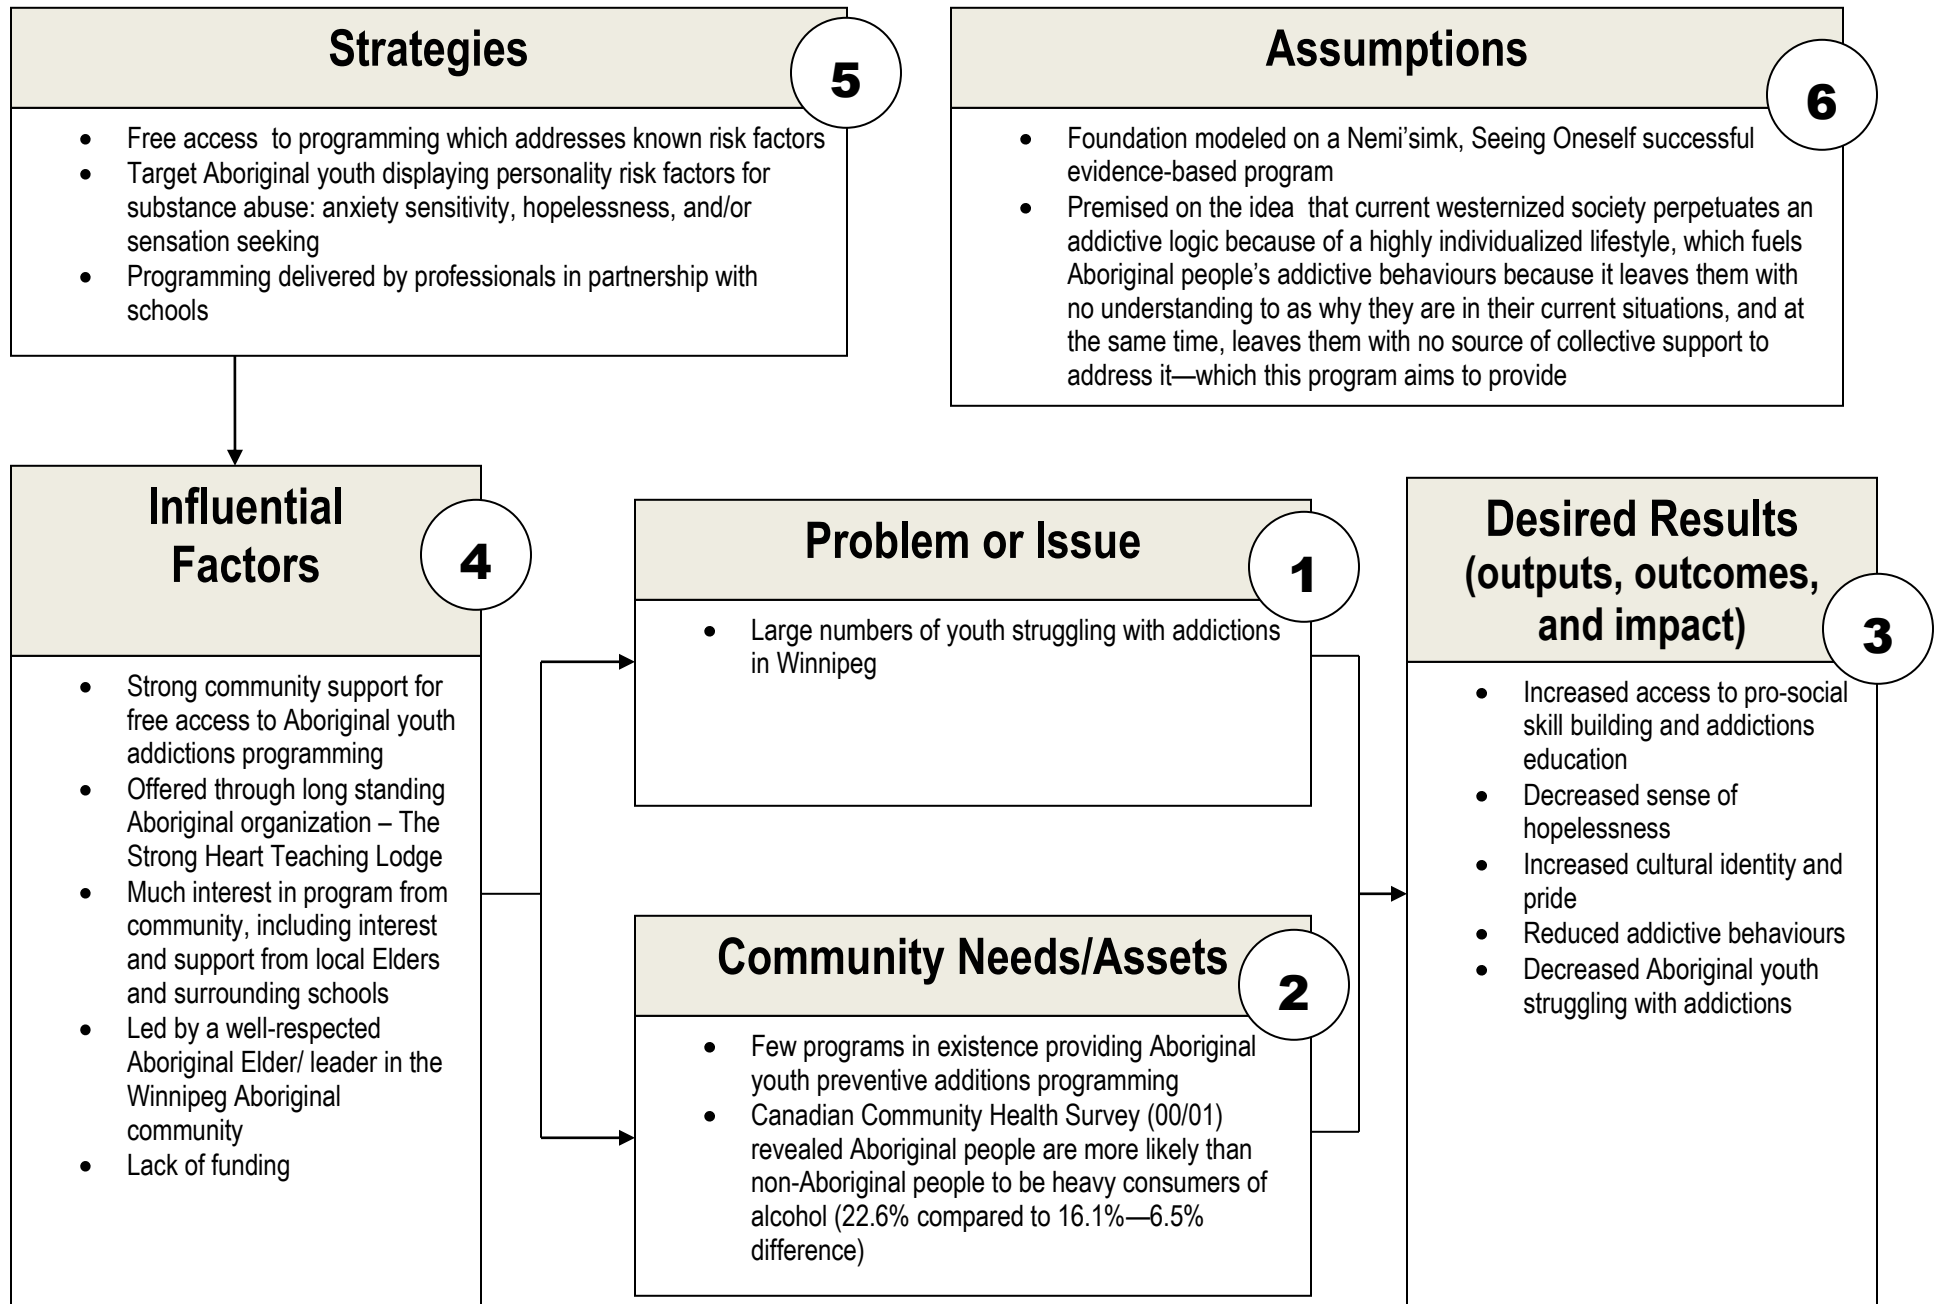 Strategies
5
• Free access  to programming which addresses known risk factors
• Target Aboriginal youth displaying personality risk factors for
substance abuse: anxiety sensitivity, hopelessness, and/or
sensation seeking
• Programming delivered by professionals in partnership with
schools
Assumptions
6
• Foundation modeled on a Nemi’simk, Seeing Oneself successful
evidence-based program
• Premised on the idea  that current westernized society perpetuates an
addictive logic because of a highly individualized lifestyle, which fuels
Aboriginal people’s addictive behaviours because it leaves them with
no understanding to as why they are in their current situations, and at
the same time, leaves them with no source of collective support to
address it—which this program aims to provide
Influential
Factors
4
• Strong community support for
free access to Aboriginal youth
addictions programming
• Offered through long standing
Aboriginal organization – The
Strong Heart Teaching Lodge
• Much interest in program from
community, including interest
and support from local Elders
and surrounding schools
• Led by a well-respected
Aboriginal Elder/ leader in the
Winnipeg Aboriginal
community
• Lack of funding
Problem or Issue
1
• Large numbers of youth struggling with addictions
in Winnipeg
Community Needs/Assets
2
• Few programs in existence providing Aboriginal
youth preventive additions programming
• Canadian Community Health Survey (00/01)
revealed Aboriginal people are more likely than
non-Aboriginal people to be heavy consumers of
alcohol (22.6% compared to 16.1%—6.5%
difference)
Desired Results
(outputs, outcomes,
and impact)
3
• Increased access to pro-social
skill building and addictions
education
• Decreased sense of
hopelessness
• Increased cultural identity and
pride
• Reduced addictive behaviours
• Decreased Aboriginal youth
struggling with addictions